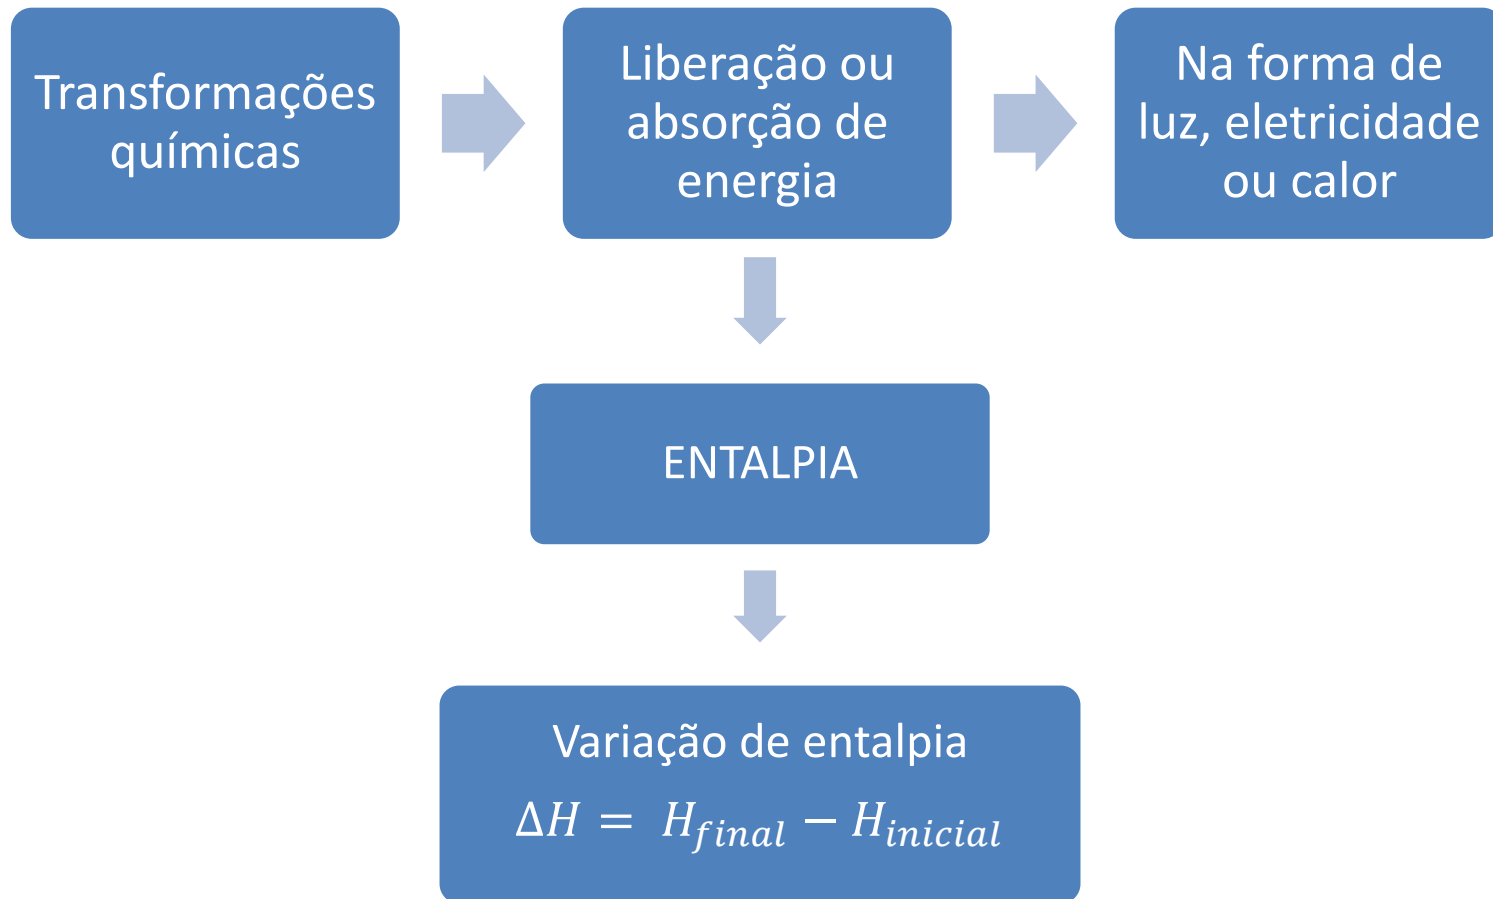 Transformações
químicas
Liberação ou
absorção de
energia
Na forma de
luz, eletricidade
ou calor
ENTALPIA
Variação de entalpia
ΔH = H_final − H_inicial